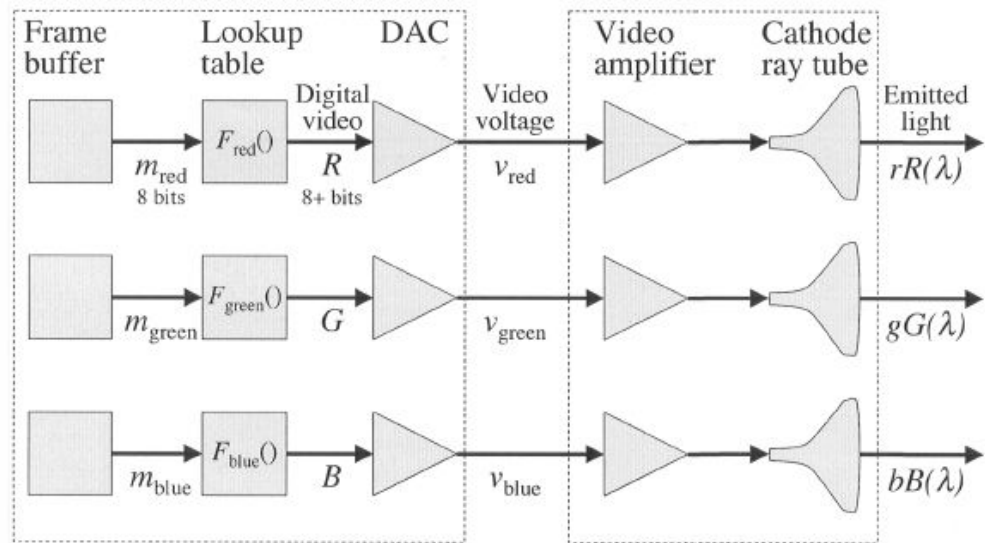 Frame
buffer
Lookup
table
DAC
Video
amplifier
Cathode
ray tube
Digital
video
Video
voltage
Emitted
light
F_red()
m_red
8 bits
R
8+ bits
v_red
rR(λ)
F_green()
m_green
G
v_green
gG(λ)
F_blue()
m_blue
B
v_blue
bB(λ)